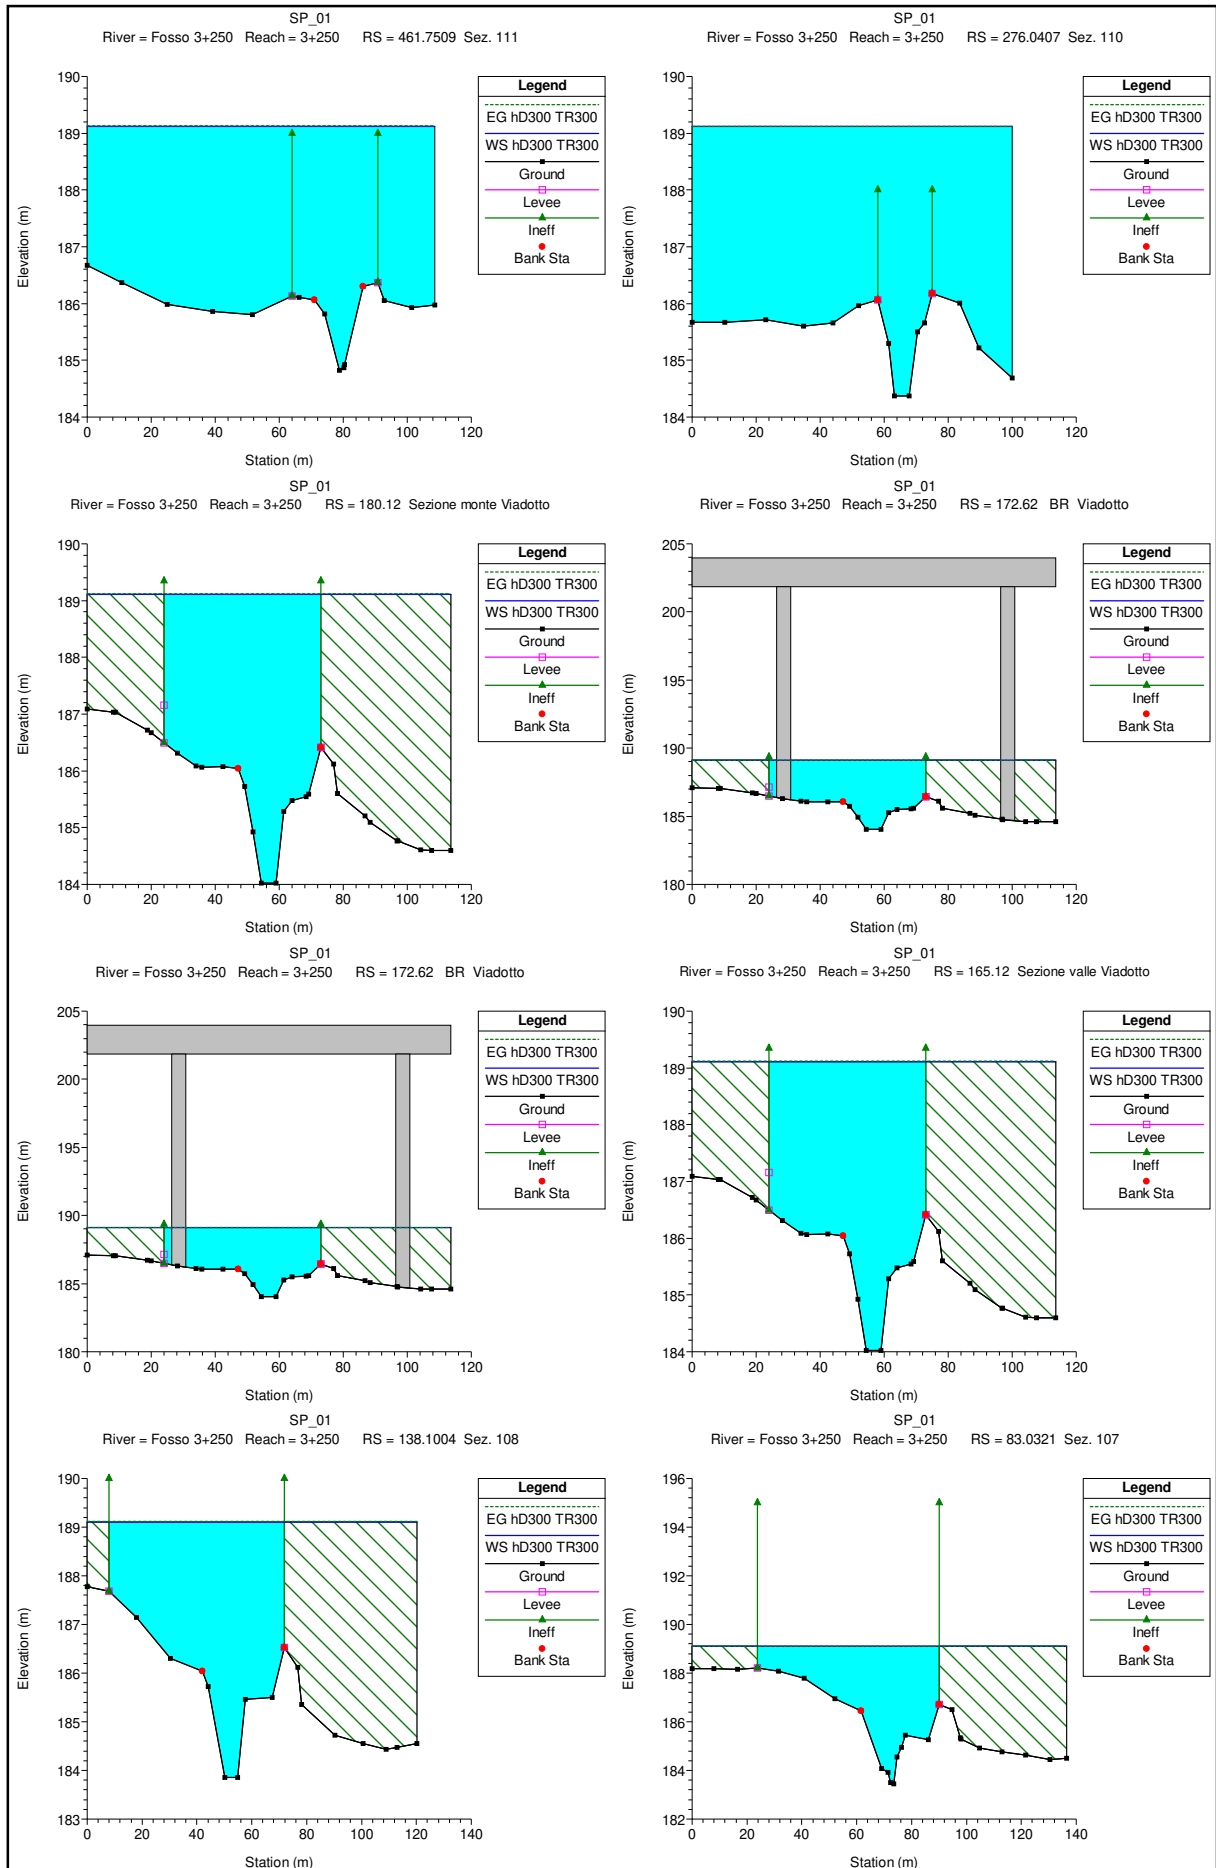 SP_01
River = Fosso 3+250 Reach = 3+250 RS = 461.7509 Sez. 111
190
189
188
187
186
185
184
0 20 40 60 80 100 120
Station (m)
Elevation (m)
Legend
EG hD300 TR300
WS hD300 TR300
Ground
Levee
Ineff
Bank Sta
SP_01
River = Fosso 3+250 Reach = 3+250 RS = 276.0407 Sez. 110
190
189
188
187
186
185
184
0 20 40 60 80 100 120
Station (m)
Elevation (m)
Legend
EG hD300 TR300
WS hD300 TR300
Ground
Levee
Ineff
Bank Sta
SP_01
River = Fosso 3+250 Reach = 3+250 RS = 180.12 Sezione monte Viadotto
190
189
188
187
186
185
184
0 20 40 60 80 100 120
Station (m)
Elevation (m)
Legend
EG hD300 TR300
WS hD300 TR300
Ground
Levee
Ineff
Bank Sta
SP_01
River = Fosso 3+250 Reach = 3+250 RS = 172.62 BR Viadotto
205
200
195
190
185
180
0 20 40 60 80 100 120
Station (m)
Elevation (m)
Legend
EG hD300 TR300
WS hD300 TR300
Ground
Levee
Ineff
Bank Sta
SP_01
River = Fosso 3+250 Reach = 3+250 RS = 172.62 BR Viadotto
205
200
195
190
185
180
0 20 40 60 80 100 120
Station (m)
Elevation (m)
Legend
EG hD300 TR300
WS hD300 TR300
Ground
Levee
Ineff
Bank Sta
SP_01
River = Fosso 3+250 Reach = 3+250 RS = 165.12 Sezione valle Viadotto
190
189
188
187
186
185
184
0 20 40 60 80 100 120
Station (m)
Elevation (m)
Legend
EG hD300 TR300
WS hD300 TR300
Ground
Levee
Ineff
Bank Sta
SP_01
River = Fosso 3+250 Reach = 3+250 RS = 138.1004 Sez. 108
190
189
188
187
186
185
184
183
0 20 40 60 80 100 120 140
Station (m)
Elevation (m)
Legend
EG hD300 TR300
WS hD300 TR300
Ground
Levee
Ineff
Bank Sta
SP_01
River = Fosso 3+250 Reach = 3+250 RS = 83.0321 Sez. 107
196
194
192
190
188
186
184
182
0 20 40 60 80 100 120 140
Station (m)
Elevation (m)
Legend
EG hD300 TR300
WS hD300 TR300
Ground
Levee
Ineff
Bank Sta